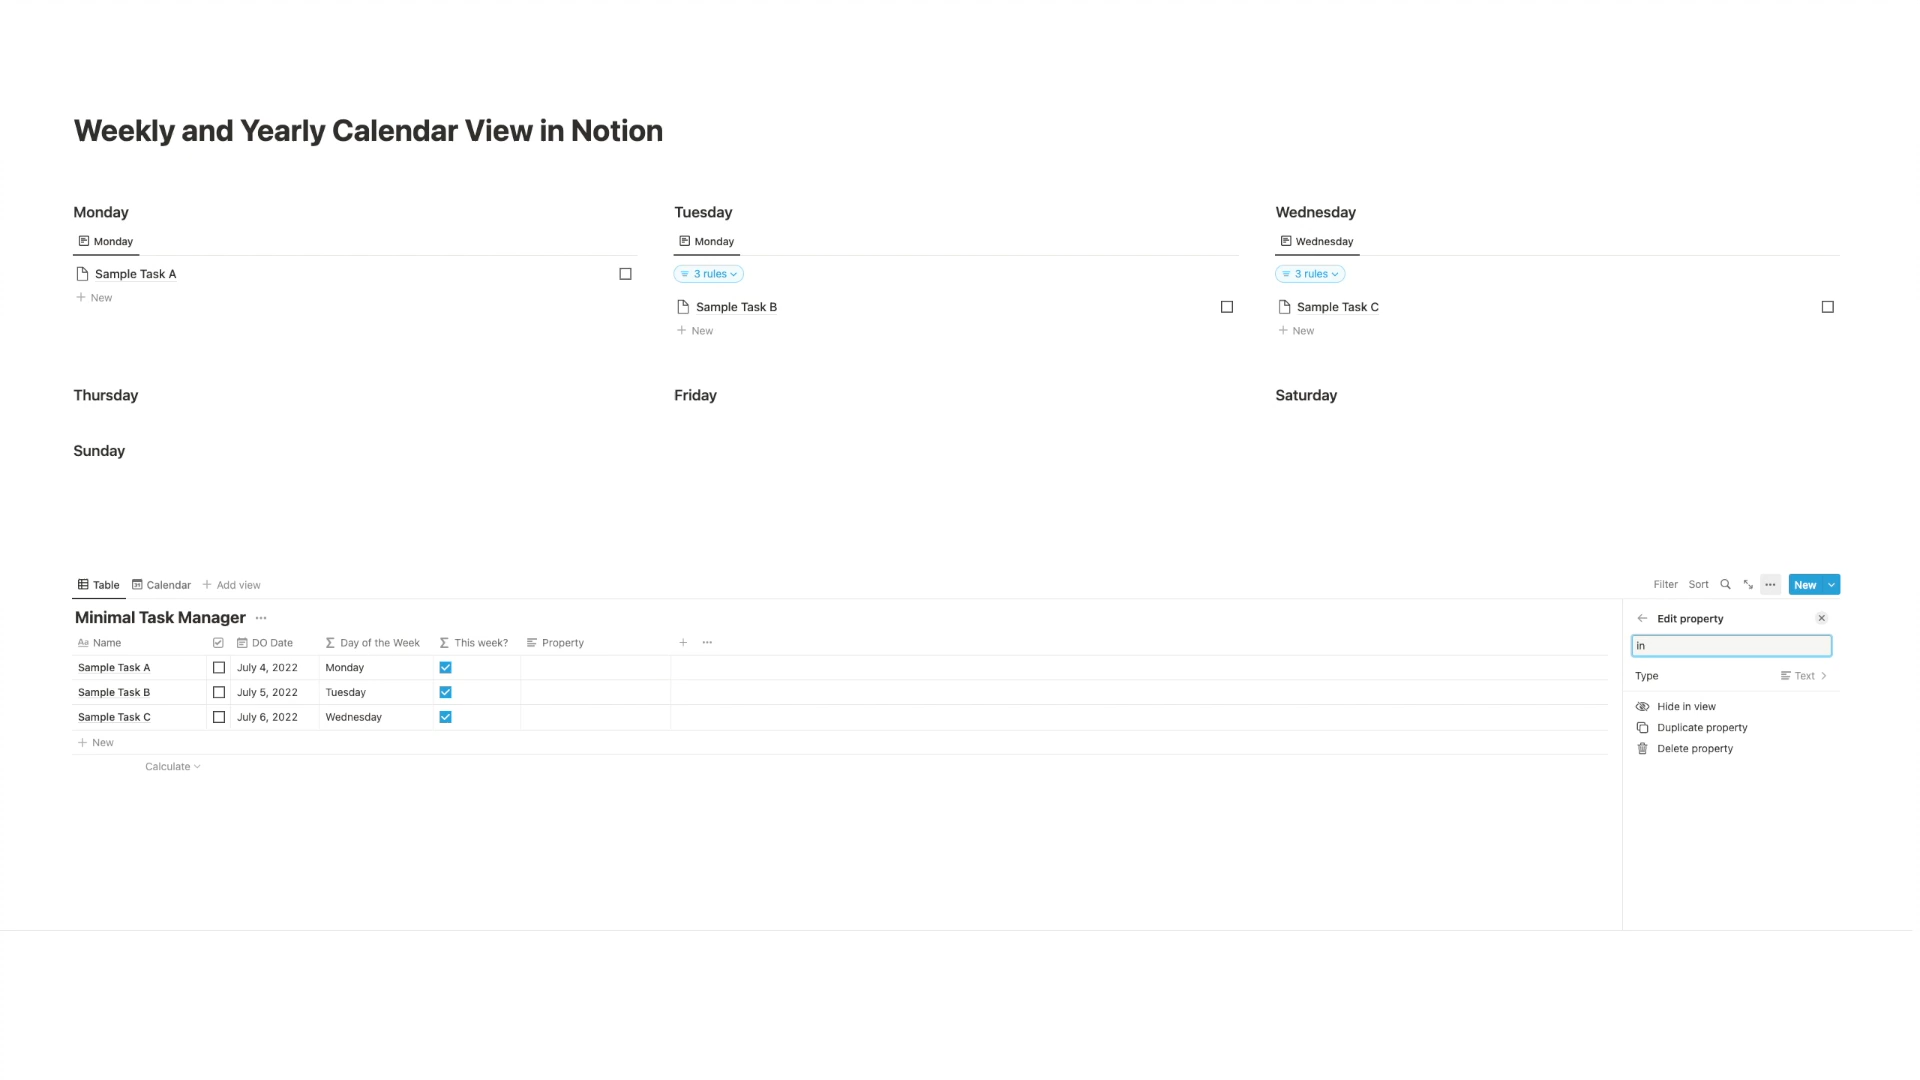 Weekly and Yearly Calendar View in Notion
Monday
Tuesday
Wednesday
Monday
Monday
Wednesday
3 rules
3 rules
Sample Task A
Sample Task B
Sample Task C
New
New
New
Thursday
Friday
Saturday
Sunday
Table
Calendar
Add view
Filter
Sort
New
Minimal Task Manager
Aa Name
DO Date
Day of the Week
This week?
Property
Sample Task A
July 4, 2022
Monday
Sample Task B
July 5, 2022
Tuesday
Sample Task C
July 6, 2022
Wednesday
New
Calculate
Edit property
in
Type
Text
Hide in view
Duplicate property
Delete property